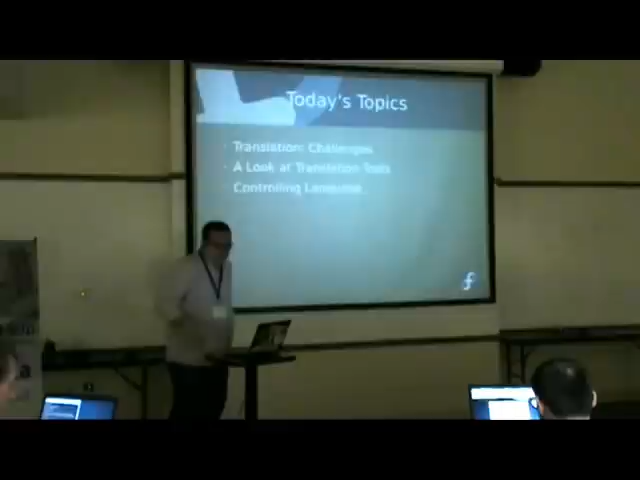 Today's Topics
Translation: Challenges
A Look at Translation Tools
Controlling Language